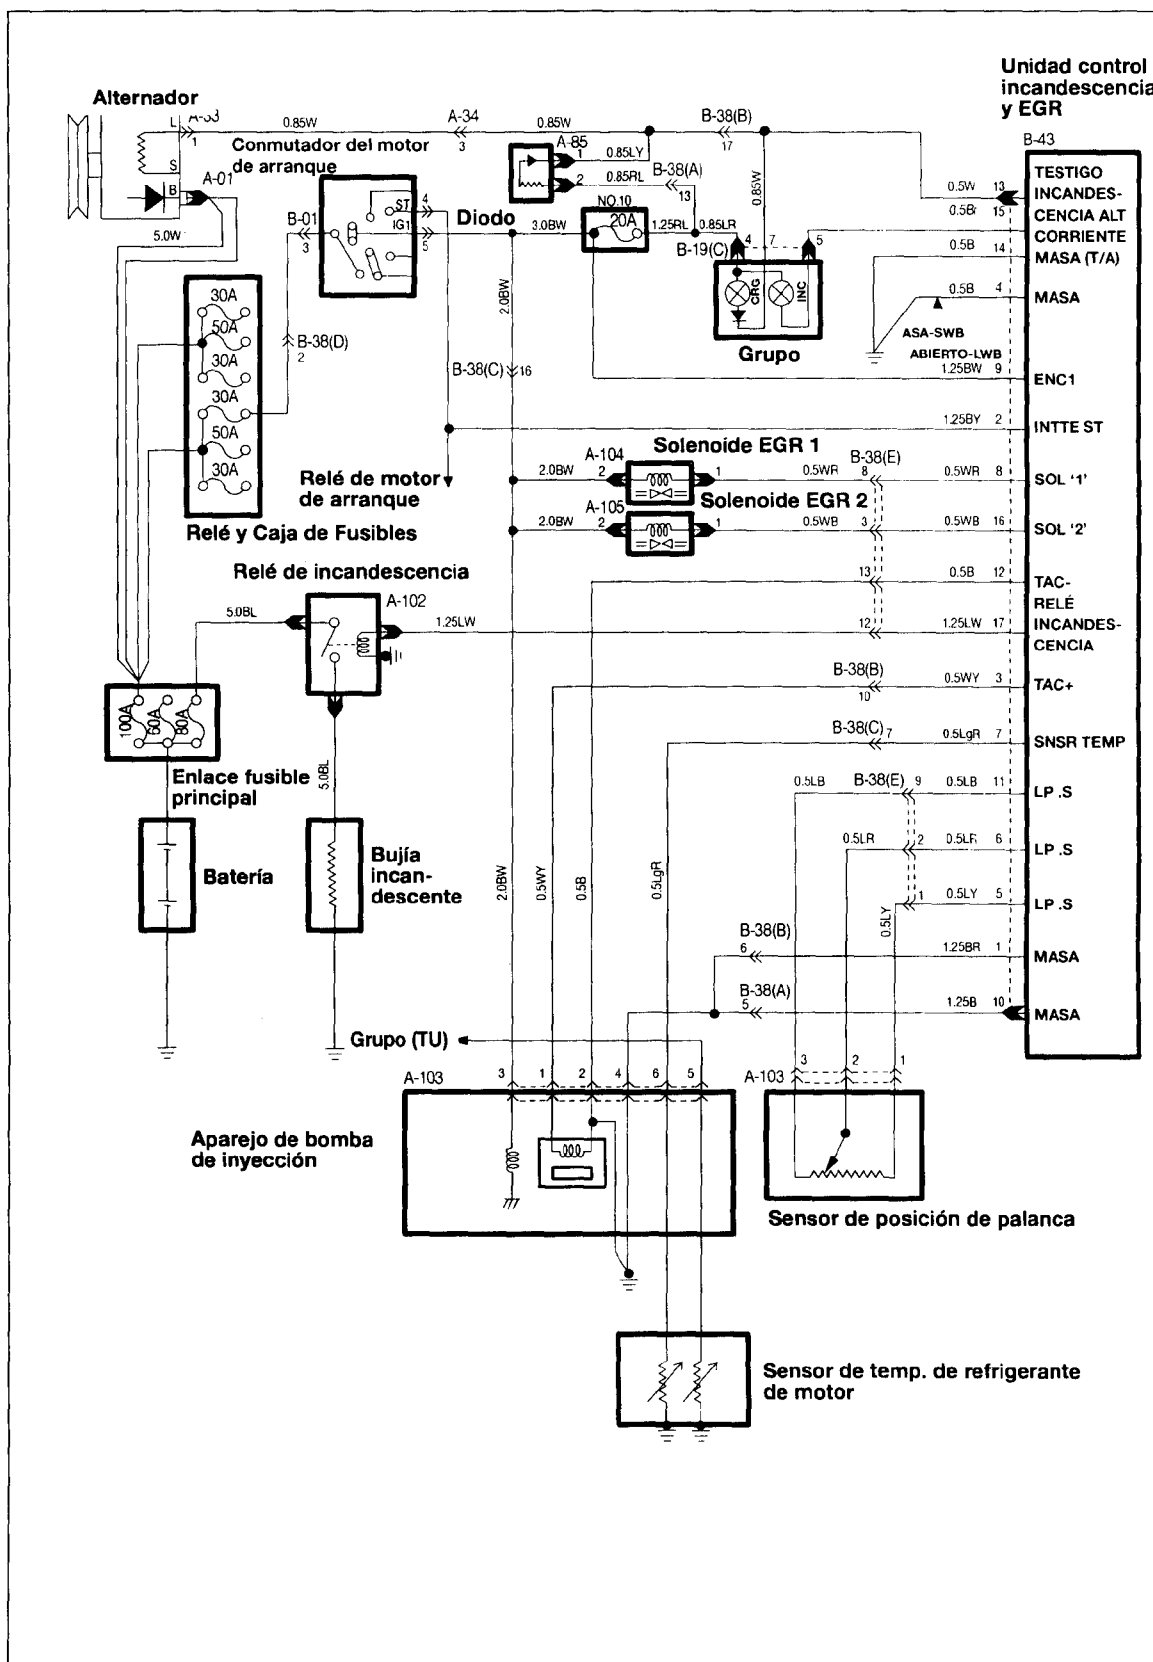 Unidad control
incandescencia
y EGR
Alternador
L
A-33
1
0.85W
A-34
3
0.85W
B-38(B)
17
B-43
Conmutador del motor
de arranque
A-85
1
0.85LY
2
0.85RL
B-38(A)
13
S
B
A-01
5.0W
B-01
3
ST
4
IG1
5
Diodo
3.0BW
NO.10
20A
1.25RL
0.85LR
0.85W
B-19(C)
4
7
5
CRG
INC
Grupo
0.5W
13
TESTIGO
INCANDES-
15
CENCIA ALT
CORRIENTE
0.5B
14
MASA (T/A)
0.5B
4
MASA
ASA-SWB
ABIERTO-LWB
1.25BW
9
ENC1
30A
50A
30A
30A
50A
30A
B-38(D)
2
2.0BW
B-38(C)
16
1.25BY
2
INTTE ST
Relé de motor
de arranque
Relé y Caja de Fusibles
Solenoide EGR 1
A-104
2.0BW
2
1
0.5WR
B-38(E)
8
0.5WR
8
SOL '1'
Solenoide EGR 2
A-105
2.0BW
2
1
0.5WB
3
0.5WB
16
SOL '2'
13
0.5B
12
TAC-
RELÉ
Relé de incandescencia
A-102
5.0BL
1.25LW
12
1.25LW
17
INCANDES-
CENCIA
B-38(B)
10
0.5WY
3
TAC+
100A
60A
80A
Enlace fusible
principal
B-38(C)
7
0.5LgR
7
SNSR TEMP
5.0BL
0.5LB
B-38(E)
9
0.5LB
11
LP .S
0.5LR
2
0.5LR
6
LP .S
1
0.5LY
5
LP .S
0.5LY
Batería
Bujía
incan-
descente
2.0BW
0.5WY
0.5B
0.5LgR
B-38(B)
6
1.25BR
1
MASA
B-38(A)
5
1.25B
10
MASA
Grupo (TU)
A-103
3
1
2
4
6
5
A-103
3
2
1
Aparejo de bomba
de inyección
Sensor de posición de palanca
Sensor de temp. de refrigerante
de motor